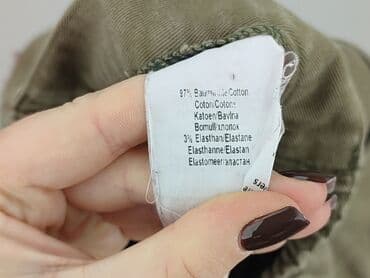 97% Baumwolle/Cotton
Coton/Cotone
Katoen/Bavlna
Bomull/хлопок
3% Elasthan/Elastane
Elasthanne/Elastan
Elastomeer/эластан